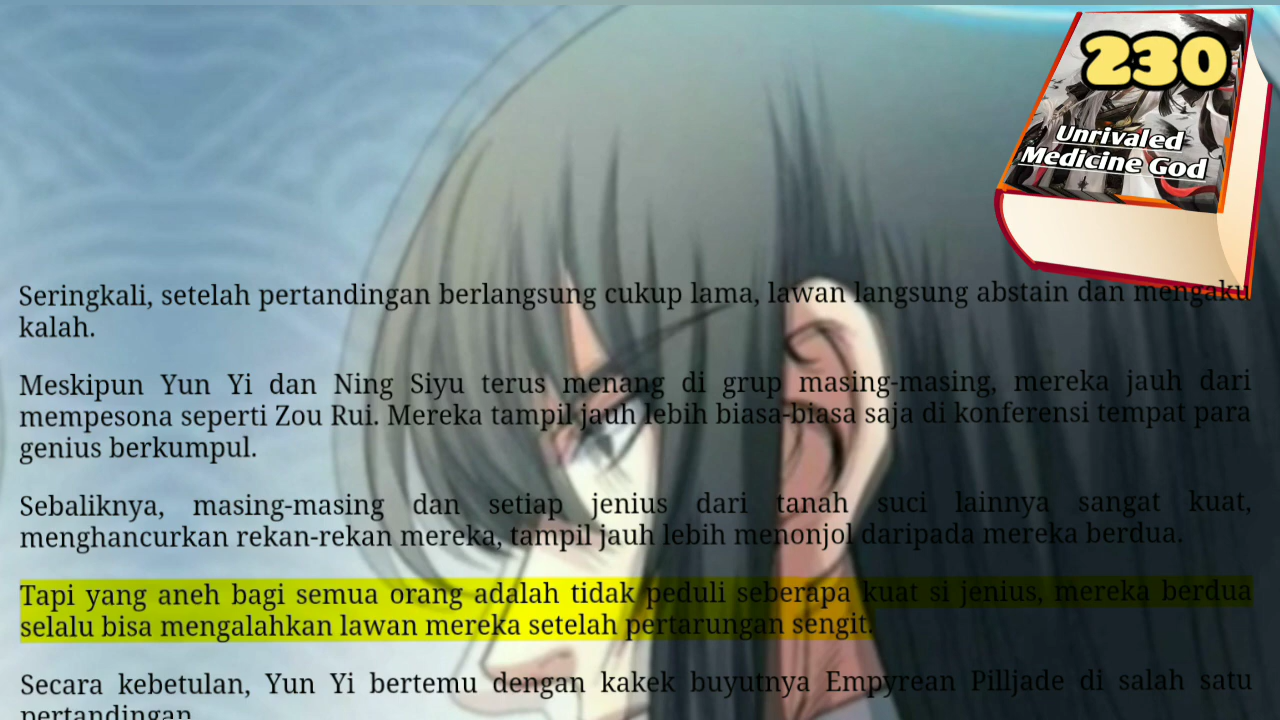 230
Unrivaled
Medicine God
Seringkali, setelah pertandingan berlangsung cukup lama, lawan langsung abstain dan mengaku
kalah.
Meskipun Yun Yi dan Ning Siyu terus menang di grup masing-masing, mereka jauh dari
mempesona seperti Zou Rui. Mereka tampil jauh lebih biasa-biasa saja di konferensi tempat para
genius berkumpul.
Sebaliknya, masing-masing dan setiap jenius dari tanah suci lainnya sangat kuat,
menghancurkan rekan-rekan mereka, tampil jauh lebih menonjol daripada mereka berdua.
Tapi yang aneh bagi semua orang adalah tidak peduli seberapa kuat si jenius, mereka berdua
selalu bisa mengalahkan lawan mereka setelah pertarungan sengit.
Secara kebetulan, Yun Yi bertemu dengan kakek buyutnya Empyrean Pilljade di salah satu
pertandingan.